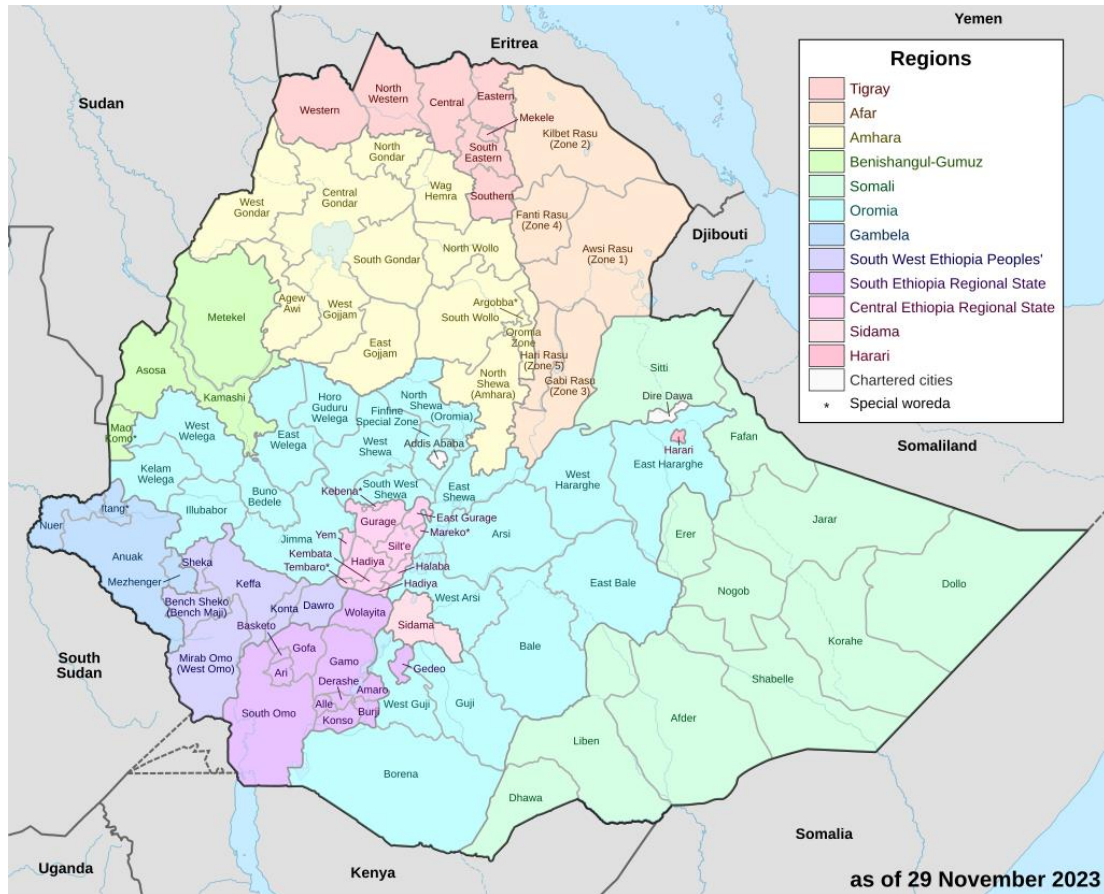 Yemen
Eritrea
Sudan
Regions
Tigray
Afar
Amhara
Benishangul-Gumuz
Somali
Oromia
Gambela
South West Ethiopia Peoples'
South Ethiopia Regional State
Central Ethiopia Regional State
Sidama
Harari
Chartered cities
* Special woreda
Western
North
Western
Central
Eastern
Mekele
South
Eastern
Southern
Kilbet Rasu
(Zone 2)
Fanti Rasu
(Zone 4)
Awsi Rasu
(Zone 1)
Hari Rasu
(Zone 5)
Gabi Rasu
(Zone 3)
North
Gondar
West
Gondar
Central
Gondar
Wag
Hemra
North Wollo
South Gondar
Agew
Awi
West
Gojjam
East
Gojjam
Argobba*
South Wollo
Oromia
Zone
North
Shewa
(Amhara)
Djibouti
Metekel
Asosa
Kamashi
Mao
Komo*
Sitti
Dire Dawa
Harari
Fafan
Somaliland
Jarar
Erer
Nogob
Dollo
Korahe
Shabelle
Afder
Liben
Dhawa
West
Welega
Kelam
Welega
East
Welega
Horo
Guduru
Welega
Finfine
Special Zone
North
Shewa
(Oromia)
Addis Ababa
West
Shewa
South West
Shewa
East
Shewa
Buno
Bedele
Illubabor
Jimma
Arsi
West
Hararghe
East Hararghe
East Bale
Bale
West Arsi
West Guji
Guji
Borena
Kebena*
Gurage
East Gurage
Mareko*
Yem
Silt'e
Kembata
Tembaro*
Hadiya
Halaba
Hadiya
Sidama
Itang*
Nuer
Anuak
Mezhenger
Sheka
Keffa
Bench Sheko
(Bench Maji)
Konta
Dawro
Mirab Omo
(West Omo)
Wolayita
Basketo
Gofa
Ari
Gamo
Gedeo
Derashe
Amaro
Alle
Burji
Konso
South Omo
South
Sudan
Uganda
Kenya
Somalia
as of 29 November 2023